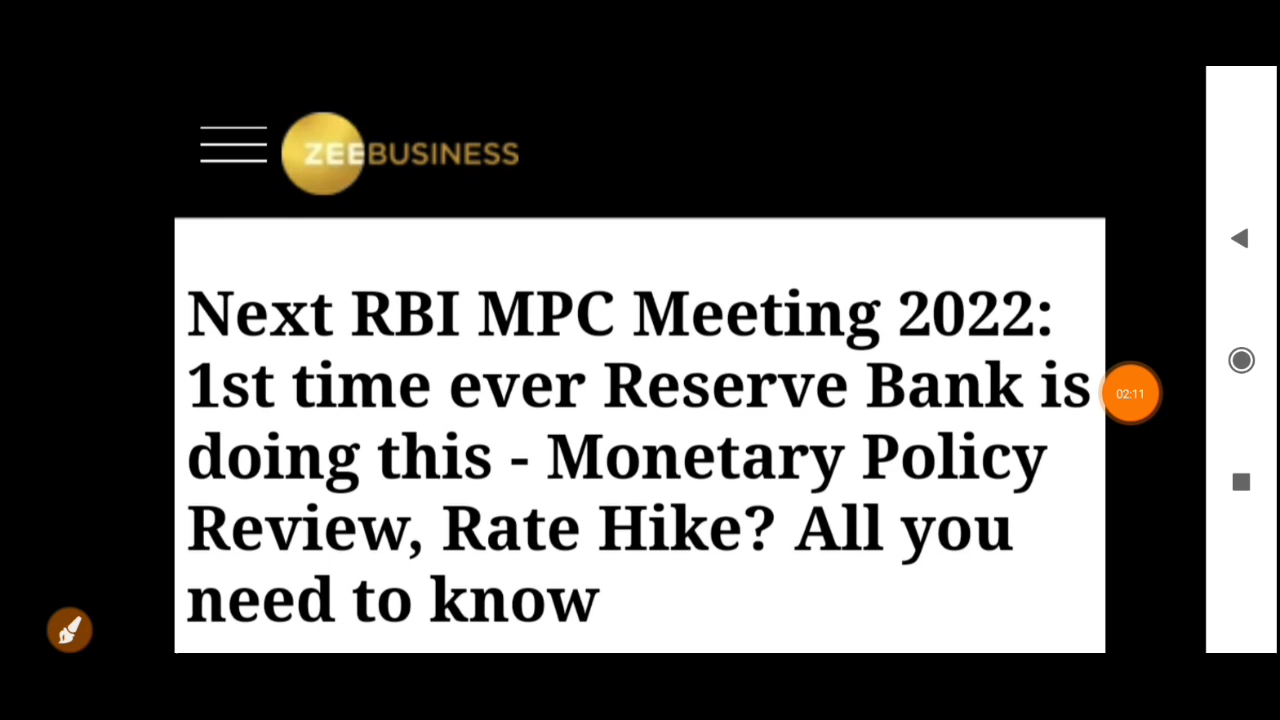 ZEEBUSINESS
Next RBI MPC Meeting 2022:
1st time ever Reserve Bank is
doing this - Monetary Policy
Review, Rate Hike? All you
need to know
02:11